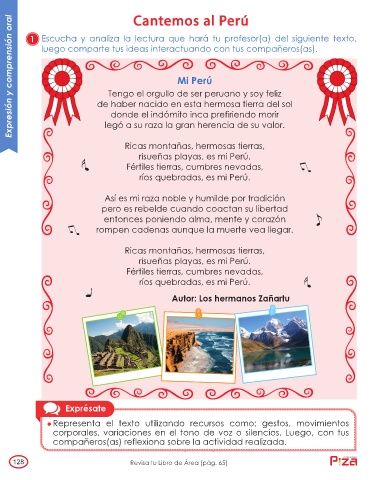 Expresión y comprensión oral
Cantemos al Perú
1 Escucha y analiza la lectura que hará tu profesor(a) del siguiente texto,
luego comparte tus ideas interactuando con tus compañeros(as).
Mi Perú
Tengo el orgullo de ser peruano y soy feliz
de haber nacido en esta hermosa tierra del sol
donde el indómito inca prefiriendo morir
legó a su raza la gran herencia de su valor.
Ricas montañas, hermosas tierras,
risueñas playas, es mi Perú.
Fértiles tierras, cumbres nevadas,
ríos quebradas, es mi Perú.
Así es mi raza noble y humilde por tradición
pero es rebelde cuando coactan su libertad
entonces poniendo alma, mente y corazón
rompen cadenas aunque la muerte vea llegar.
Ricas montañas, hermosas tierras,
risueñas playas, es mi Perú.
Fértiles tierras, cumbres nevadas,
ríos quebradas, es mi Perú.
Autor: Los hermanos Zañartu
Exprésate
• Representa el texto utilizando recursos como: gestos, movimientos
corporales, variaciones en el tono de voz o silencios. Luego, con tus
compañeros(as) reflexiona sobre la actividad realizada.
128
Revisa tu Libro de Área (pág. 65)